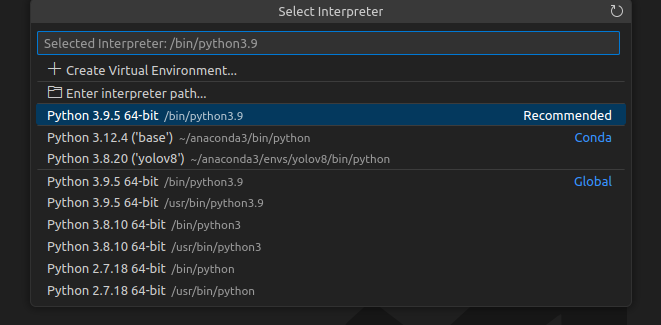 Select Interpreter
Selected Interpreter: /bin/python3.9
Create Virtual Environment...
Enter interpreter path...
Python 3.9.5 64-bit /bin/python3.9 Recommended
Python 3.12.4 ('base') ~/anaconda3/bin/python Conda
Python 3.8.20 ('yolov8') ~/anaconda3/envs/yolov8/bin/python
Python 3.9.5 64-bit /bin/python3.9 Global
Python 3.9.5 64-bit /usr/bin/python3.9
Python 3.8.10 64-bit /bin/python3
Python 3.8.10 64-bit /usr/bin/python3
Python 2.7.18 64-bit /bin/python
Python 2.7.18 64-bit /usr/bin/python